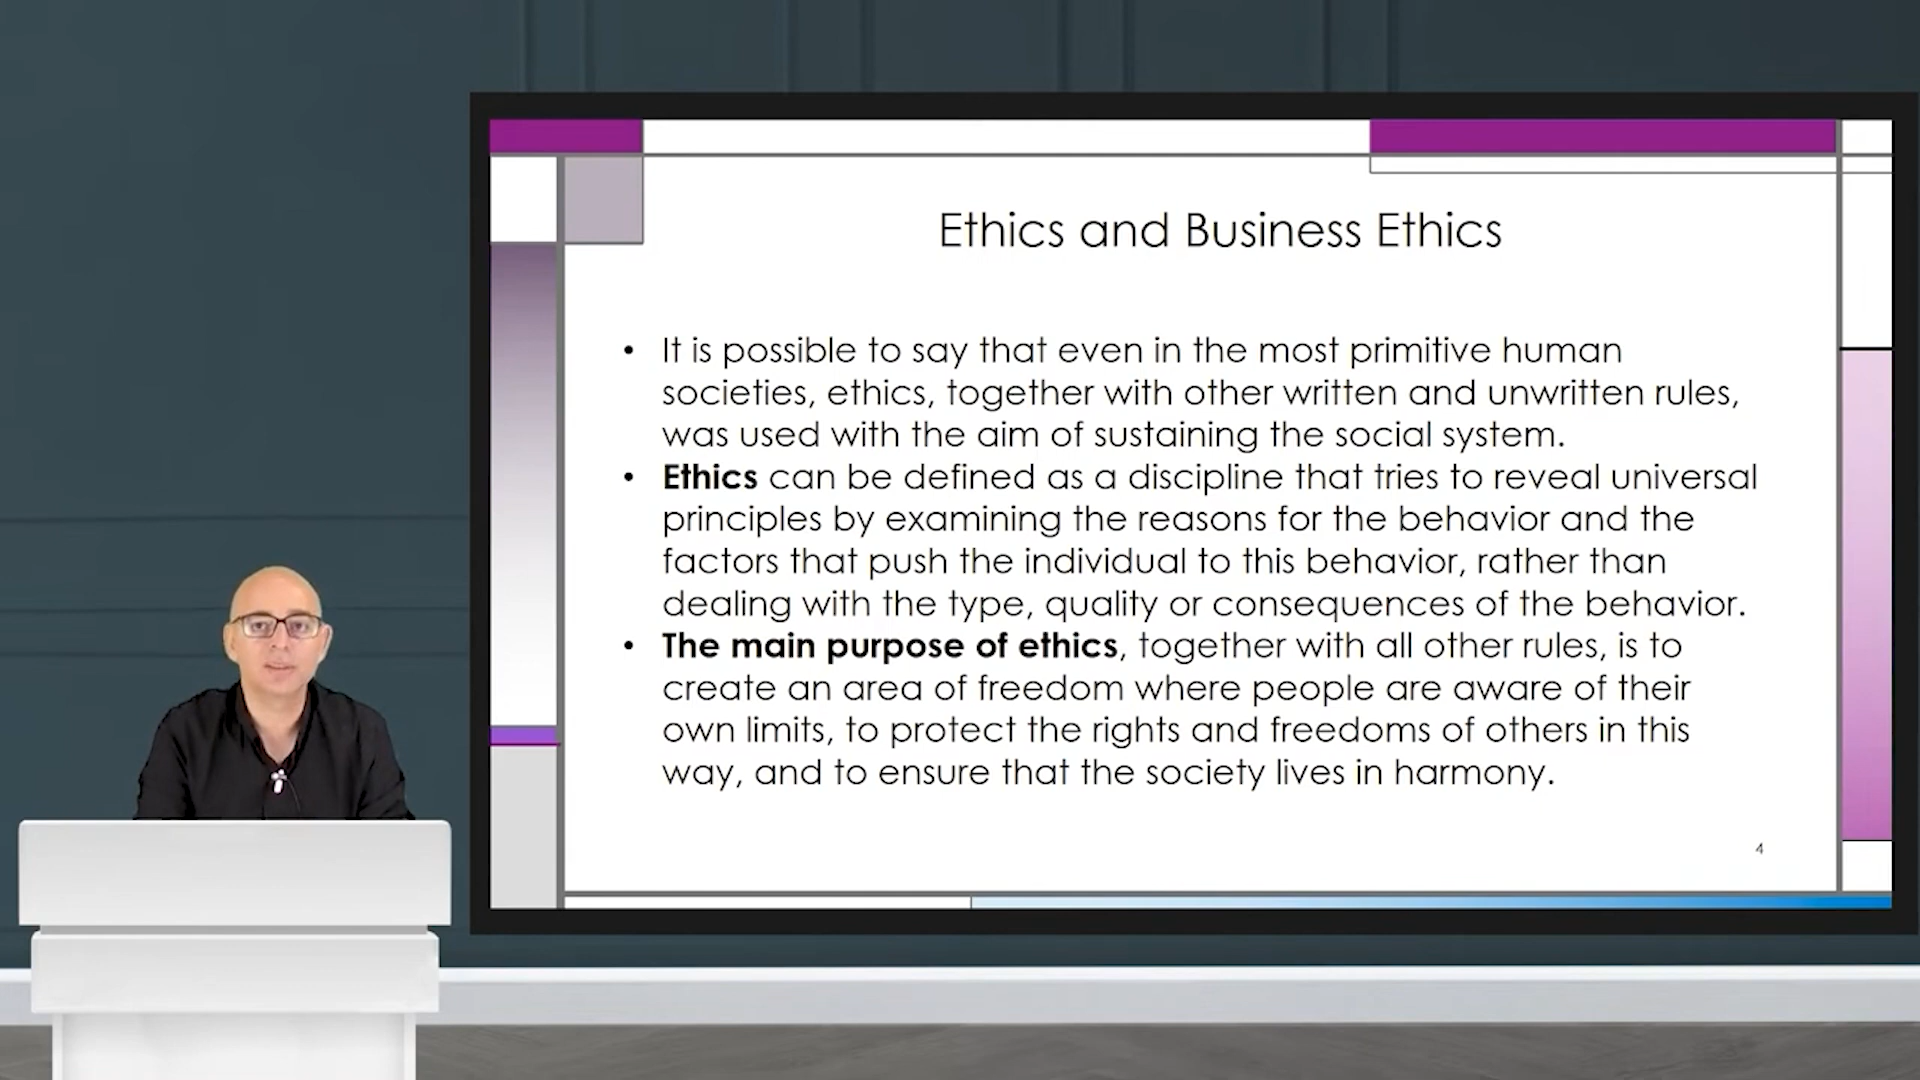 Ethics and Business Ethics
• It is possible to say that even in the most primitive human
societies, ethics, together with other written and unwritten rules,
was used with the aim of sustaining the social system.
• Ethics can be defined as a discipline that tries to reveal universal
principles by examining the reasons for the behavior and the
factors that push the individual to this behavior, rather than
dealing with the type, quality or consequences of the behavior.
• The main purpose of ethics, together with all other rules, is to
create an area of freedom where people are aware of their
own limits, to protect the rights and freedoms of others in this
way, and to ensure that the society lives in harmony.
4